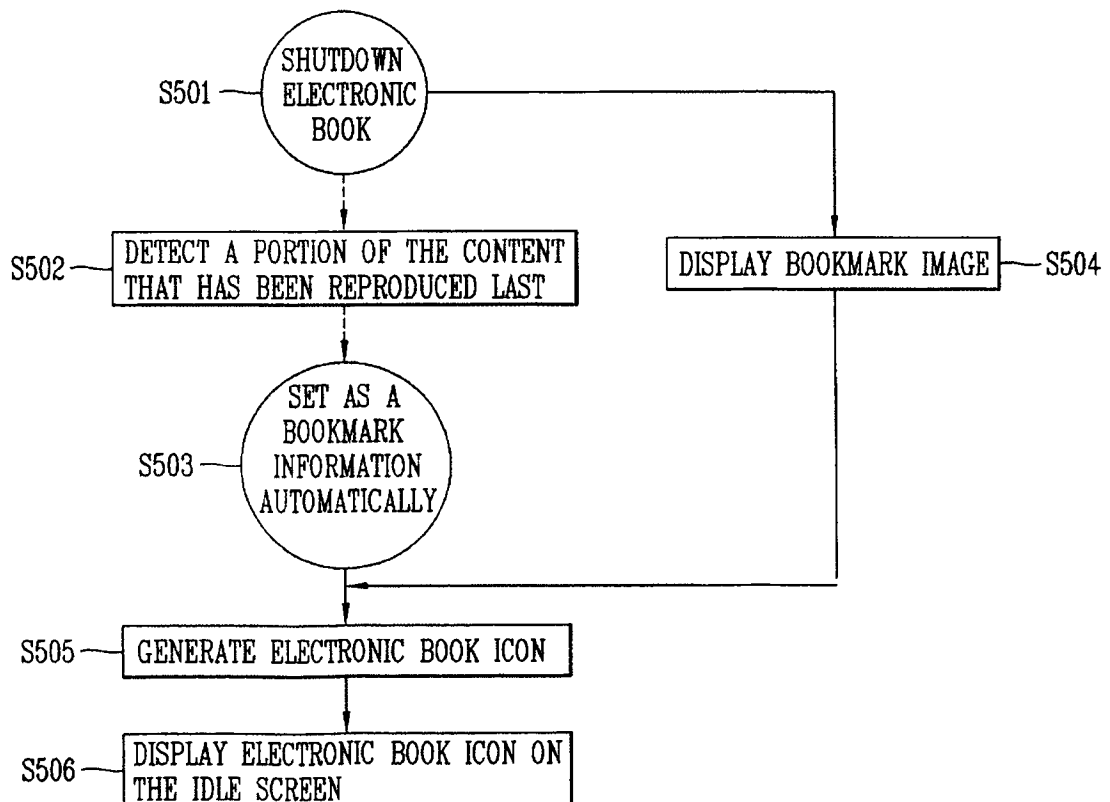 SHUTDOWN
ELECTRONIC
BOOK
S501
DETECT A PORTION OF THE CONTENT
THAT HAS BEEN REPRODUCED LAST
S502
DISPLAY BOOKMARK IMAGE
S504
SET AS A
BOOKMARK
INFORMATION
AUTOMATICALLY
S503
S505
GENERATE ELECTRONIC BOOK ICON
S506
DISPLAY ELECTRONIC BOOK ICON ON
THE IDLE SCREEN